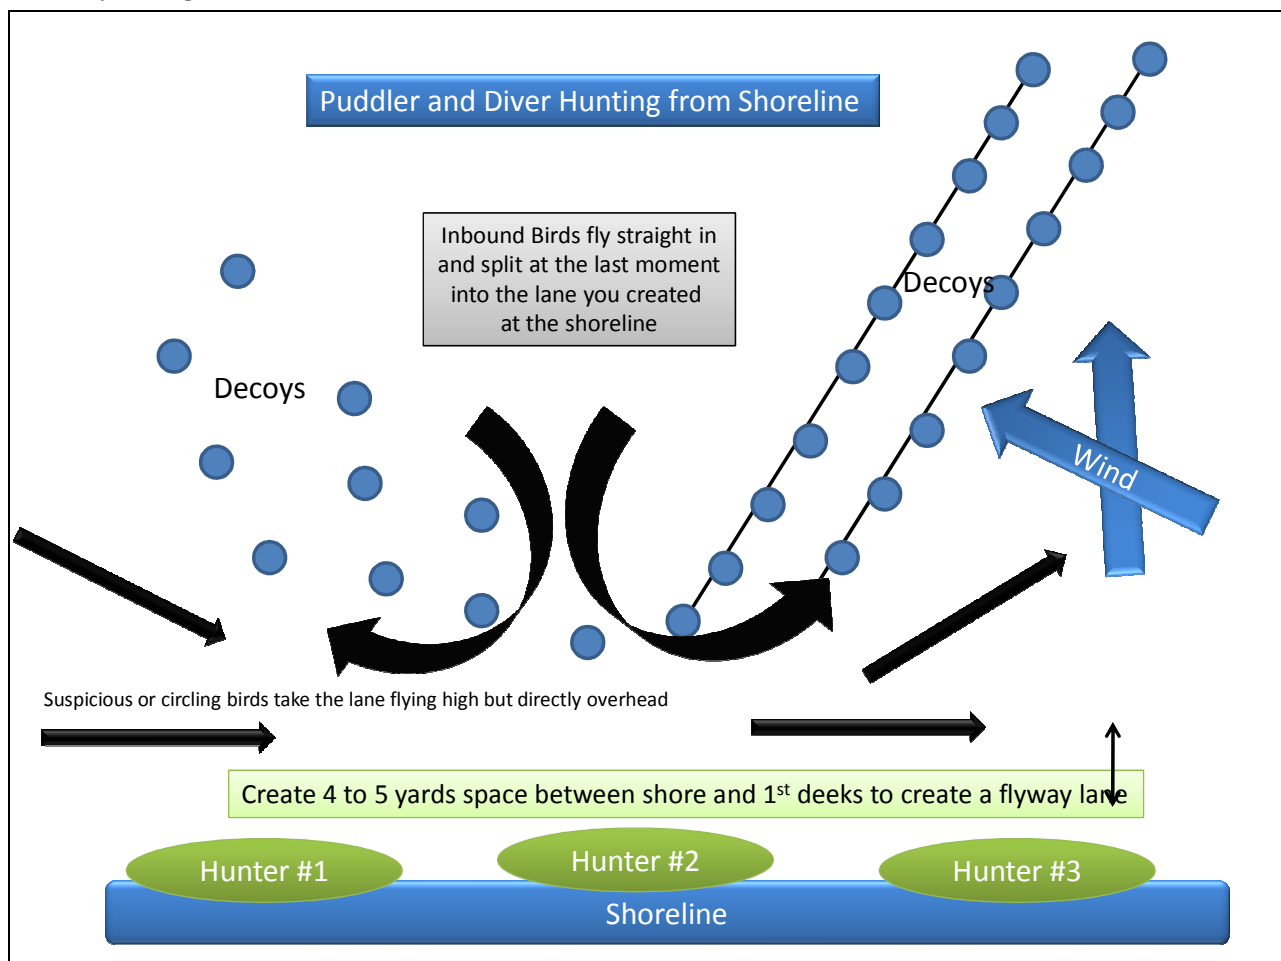 Puddler and Diver Hunting from Shoreline
Inbound Birds fly straight in
and split at the last moment
into the lane you created
at the shoreline
Decoys
Decoys
Wind
Suspicious or circling birds take the lane flying high but directly overhead
Create 4 to 5 yards space between shore and 1st deeks to create a flyway lane
Hunter #1
Hunter #2
Hunter #3
Shoreline